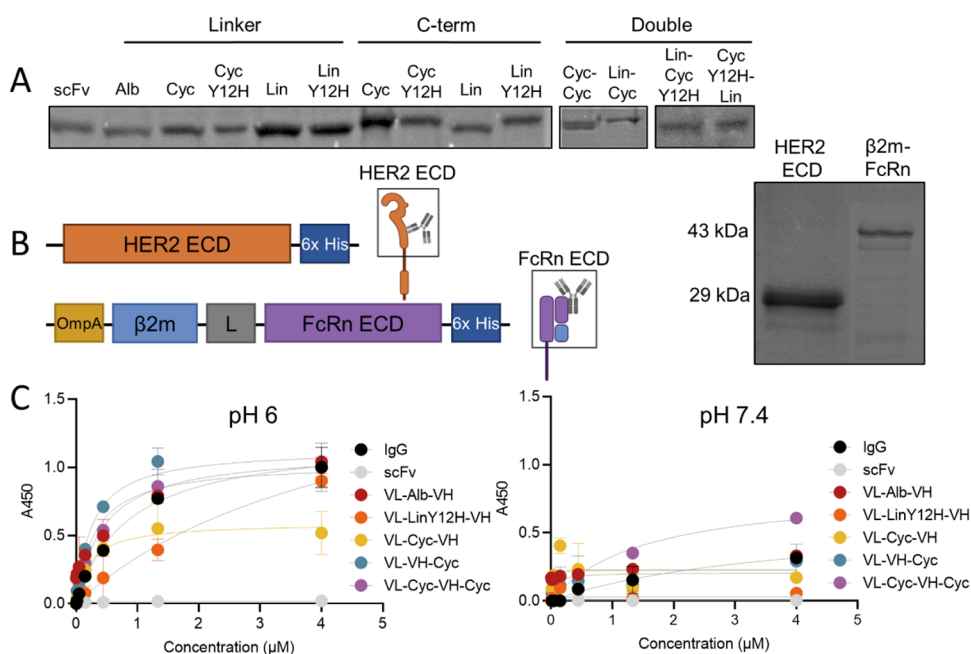 Linker C-term Double
A
scFv Alb Cyc Cyc Y12H Lin Lin Y12H Cyc Cyc Y12H Lin Lin Y12H Cyc-Cyc Lin-Cyc Lin-Cyc Y12H Cyc Y12H-Lin
HER2 ECD
β2m-FcRn
43 kDa
29 kDa
B
HER2 ECD 6x His
HER2 ECD
OmpA β2m L FcRn ECD 6x His
FcRn ECD
C
pH 6
A450
1.5
1.0
0.5
0.0
0 1 2 3 4 5
Concentration (µM)
IgG
scFv
VL-Alb-VH
VL-LinY12H-VH
VL-Cyc-VH
VL-VH-Cyc
VL-Cyc-VH-Cyc
pH 7.4
A450
1.5
1.0
0.5
0.0
0 1 2 3 4 5
Concentration (µM)
IgG
scFv
VL-Alb-VH
VL-LinY12H-VH
VL-Cyc-VH
VL-VH-Cyc
VL-Cyc-VH-Cyc